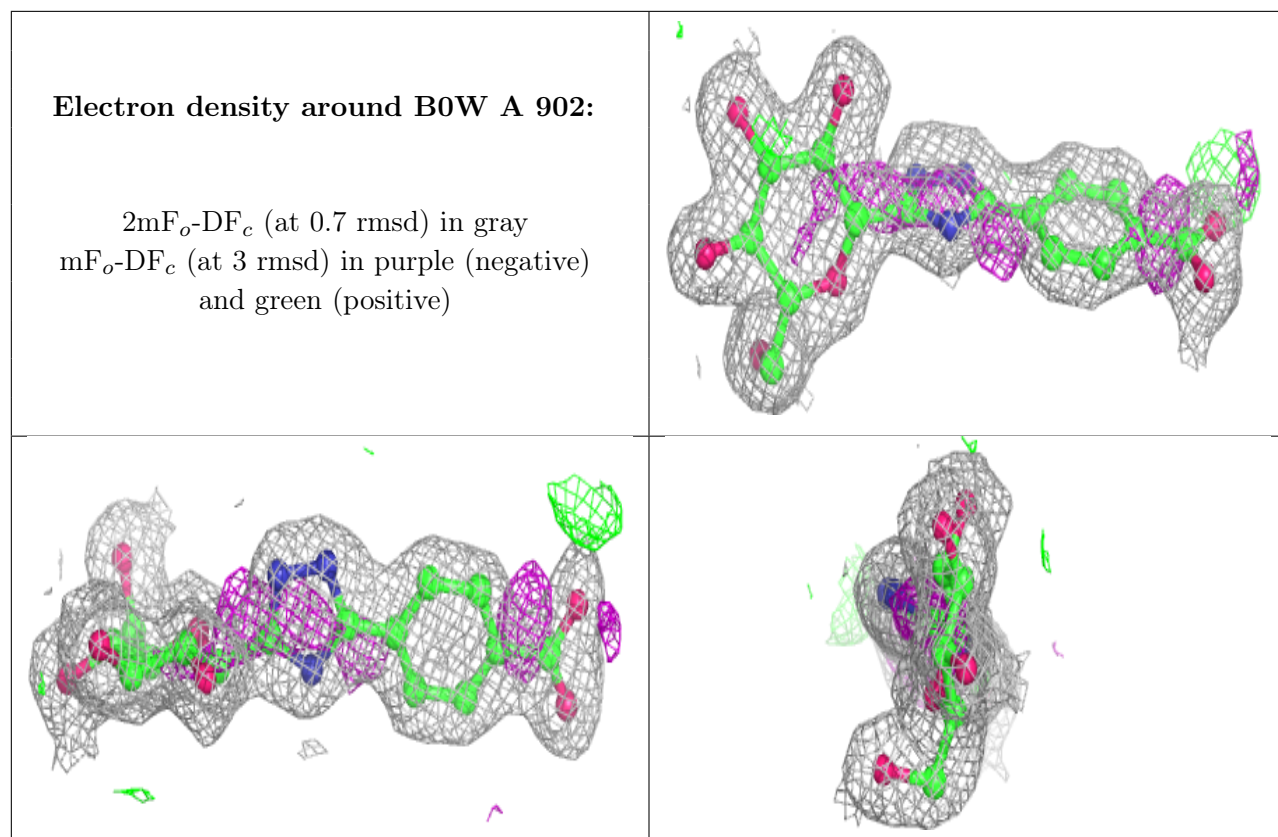 Electron density around B0W A 902:
2mFo-DFc (at 0.7 rmsd) in gray
mFo-DFc (at 3 rmsd) in purple (negative)
and green (positive)